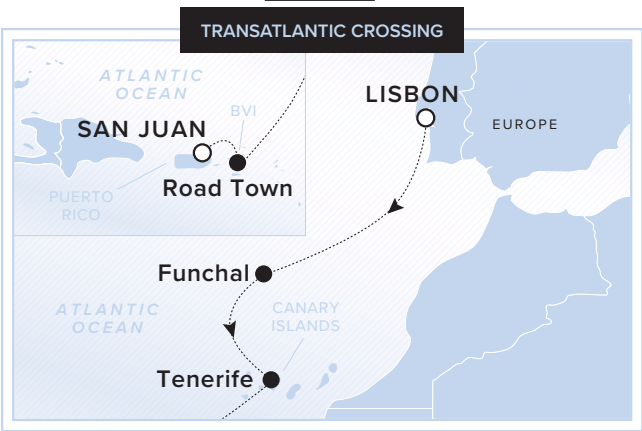 TRANSATLANTIC CROSSING
ATLANTIC
OCEAN
BVI
SAN JUAN
Road Town
PUERTO
RICO
LISBON
EUROPE
Funchal
ATLANTIC
OCEAN
CANARY
ISLANDS
Tenerife